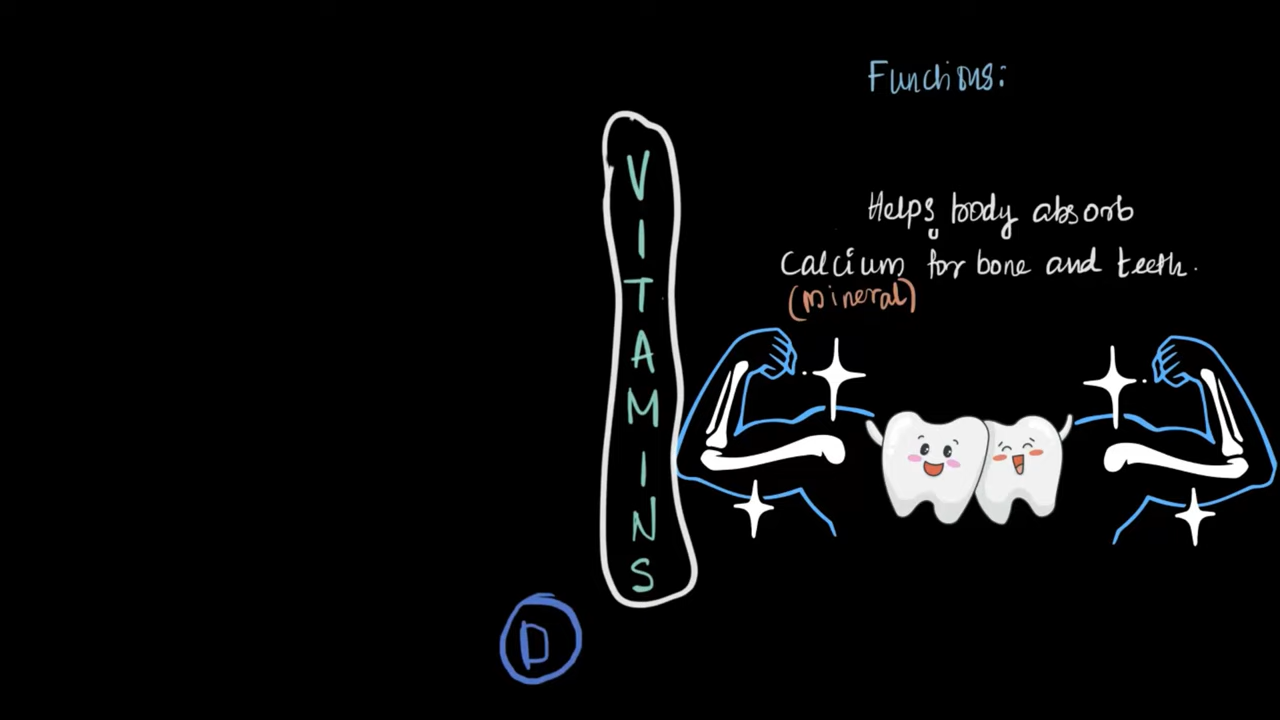 Functions:
VITAMINS
Helps body absorb
Calcium for bone and teeth.
(Mineral)
D